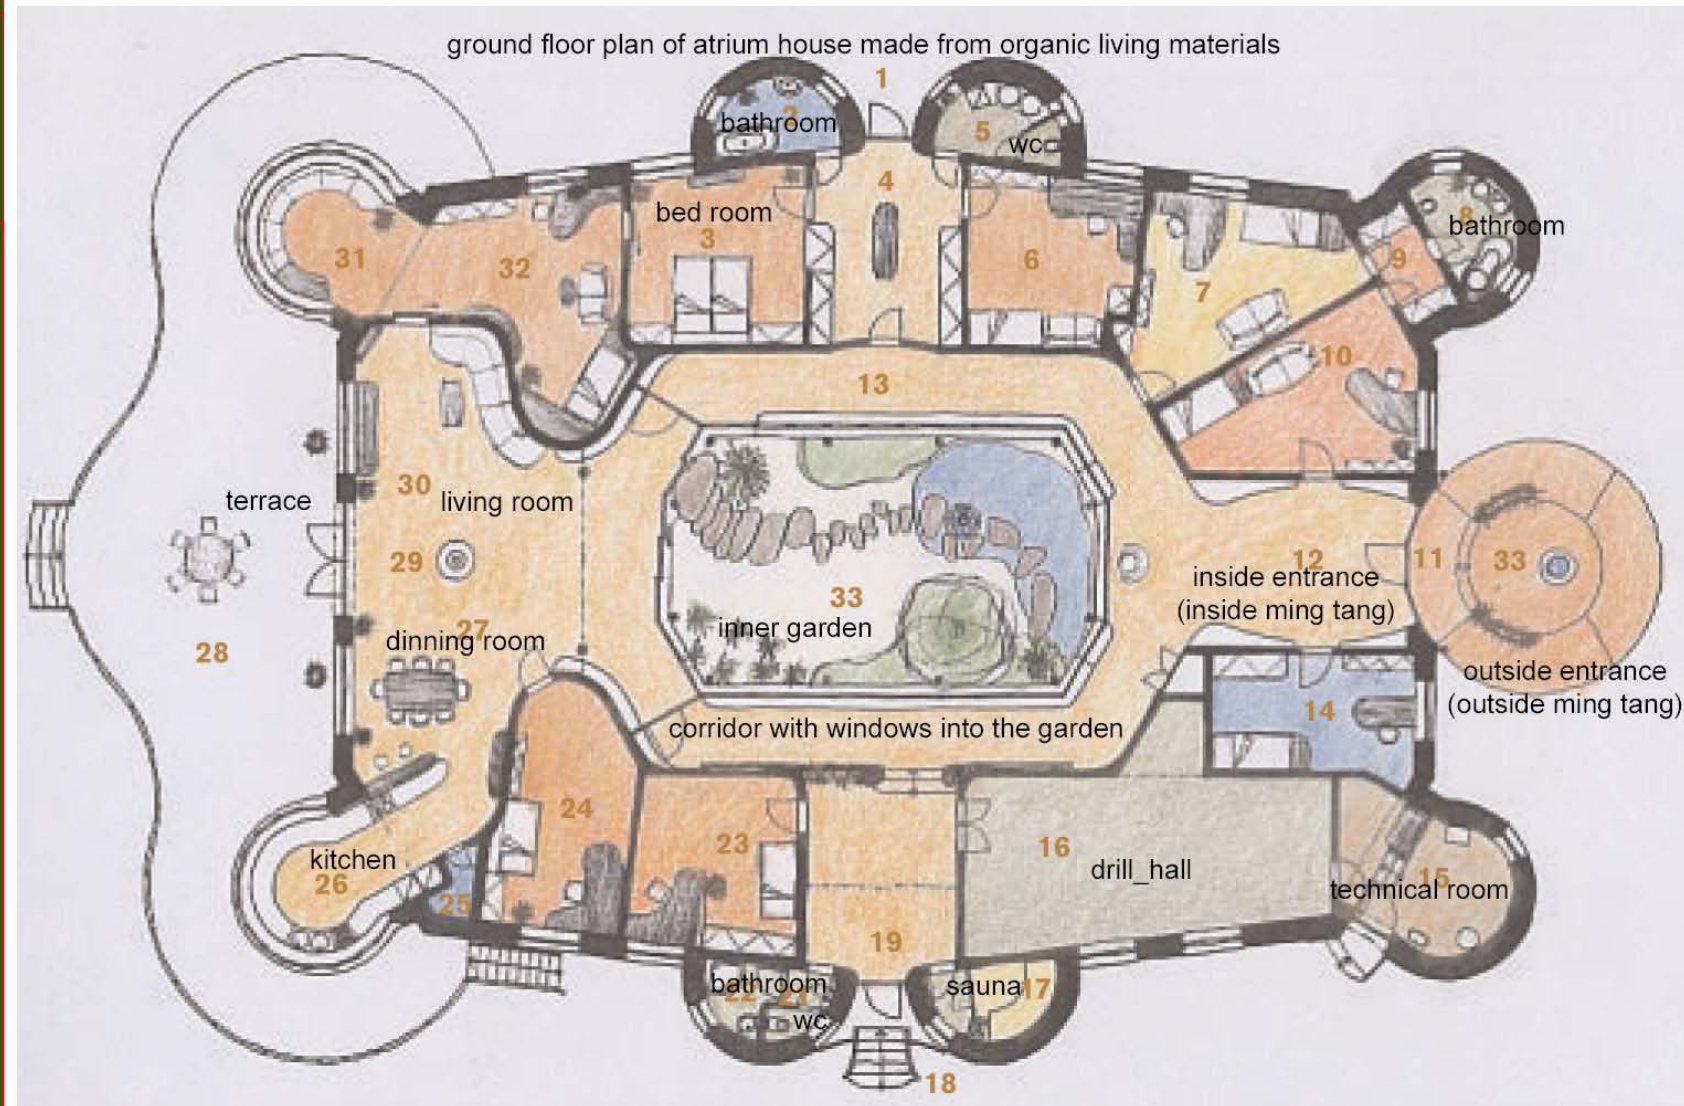 ground floor plan of atrium house made from organic living materials
1
2
bathroom
5
wc
4
bed room
3
6
7
8
bathroom
9
31
32
10
13
30
living room
terrace
29
12
11
33
inside entrance
(inside ming tang)
33
inner garden
27
dinning room
28
outside entrance
(outside ming tang)
14
corridor with windows into the garden
24
23
16
drill_hall
kitchen
26
25
15
technical room
19
bathroom
22
21
wc
sauna
17
18